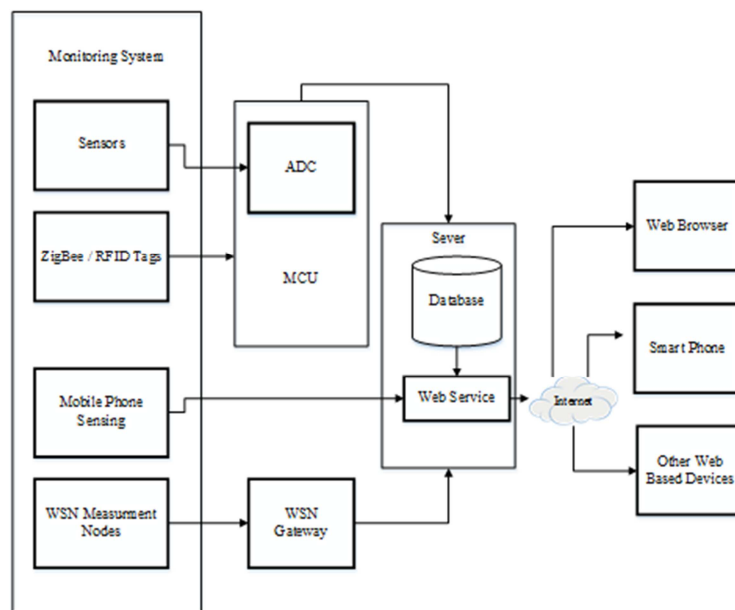 Monitoring System
Sensors
ADC
ZigBee / RFID Tags
MCU
Sever
Database
Web Service
Mobile Phone
Sensing
WSN Measurment
Nodes
WSN
Gateway
Internet
Web Browser
Smart Phone
Other Web
Based Devices